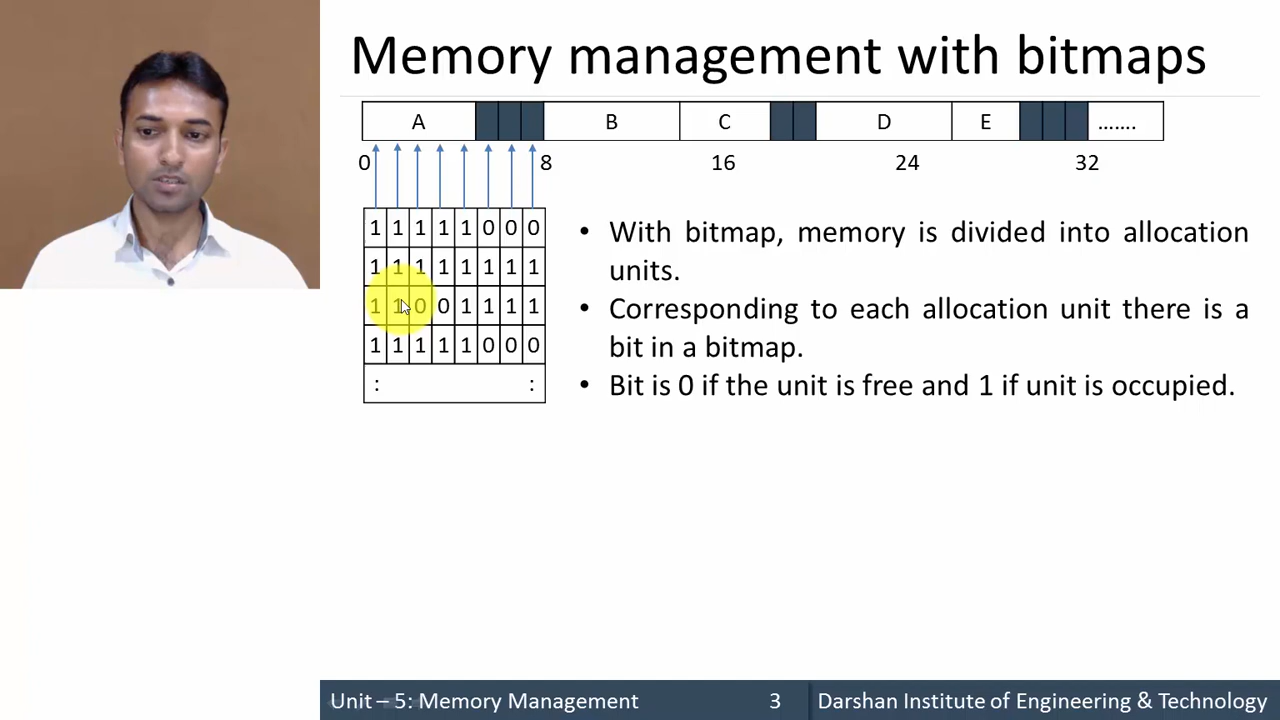 Memory management with bitmaps
A B C D E …….
0 8 16 24 32
1 1 1 1 1 0 0 0
1 1 1 1 1 1 1 1
1 1 0 0 1 1 1 1
1 1 1 1 1 0 0 0
: :
• With bitmap, memory is divided into allocation
units.
• Corresponding to each allocation unit there is a
bit in a bitmap.
• Bit is 0 if the unit is free and 1 if unit is occupied.
Unit – 5: Memory Management 3 Darshan Institute of Engineering & Technology